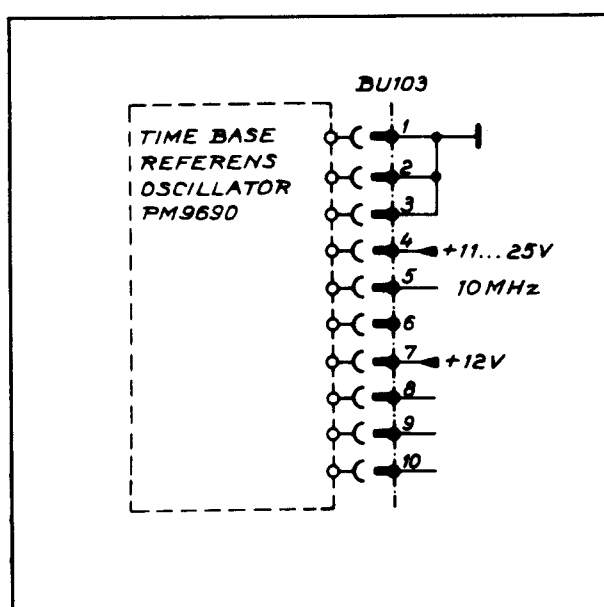 BU103
TIME BASE
REFERENS
OSCILLATOR
PM9690
1
2
3
4 +11...25V
5 10MHz
6
7 +12V
8
9
10